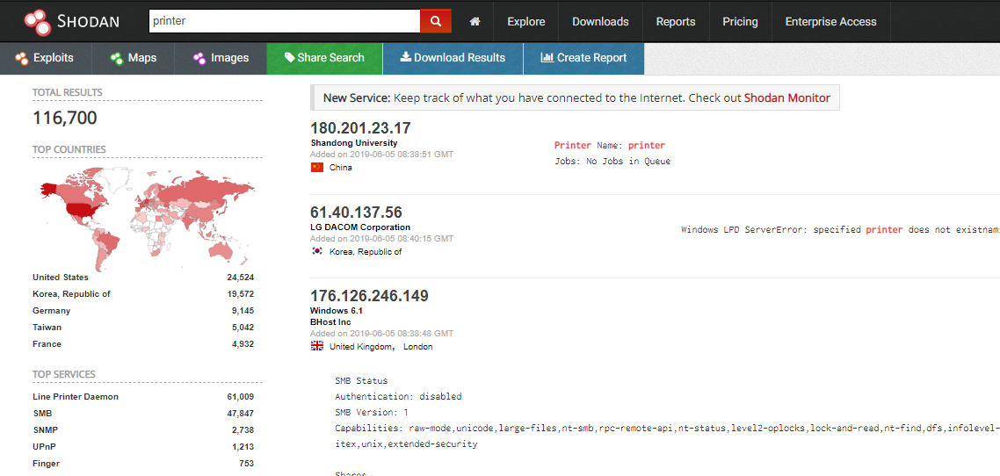 SHODAN
printer
Explore
Downloads
Reports
Pricing
Enterprise Access
Exploits
Maps
Images
Share Search
Download Results
Create Report
TOTAL RESULTS
116,700
TOP COUNTRIES
United States 24,524
Korea, Republic of 19,572
Germany 9,145
Taiwan 5,042
France 4,932
TOP SERVICES
Line Printer Daemon 61,009
SMB 47,847
SNMP 2,738
UPnP 1,213
Finger 753
New Service: Keep track of what you have connected to the Internet. Check out Shodan Monitor
180.201.23.17
Shandong University
Added on 2019-06-05 08:38:51 GMT
China
Printer Name: printer
Jobs: No Jobs in Queue
61.40.137.56
LG DACOM Corporation
Added on 2019-06-05 08:40:15 GMT
Korea, Republic of
Windows LPD ServerError: specified printer does not existnami
176.126.246.149
Windows 6.1
BHost Inc
Added on 2019-06-05 08:38:48 GMT
United Kingdom, London
SMB Status
Authentication: disabled
SMB Version: 1
Capabilities: raw-mode,unicode,large-files,nt-smb,rpc-remote-api,nt-status,level2-oplocks,lock-and-read,nt-find,dfs,infolevel-
itex,unix,extended-security
Shares